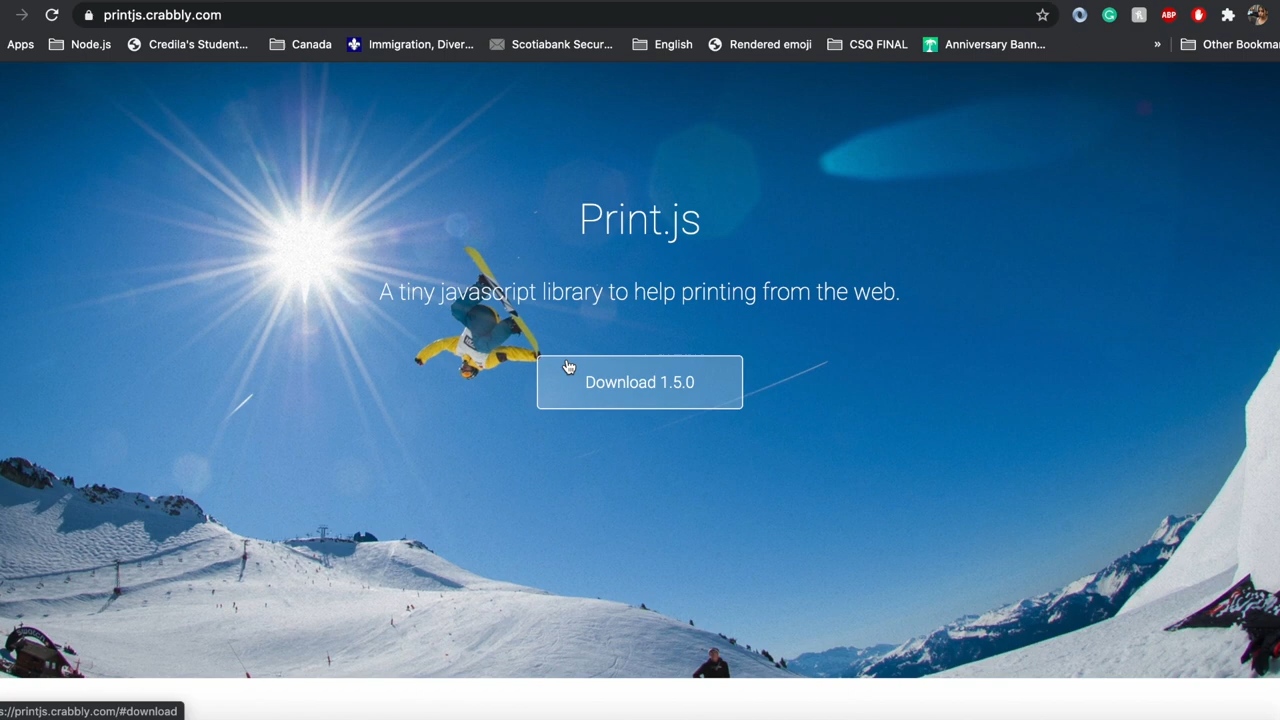 printjs.crabbly.com
ABP
Apps Node.js Credila's Student... Canada Immigration, Diver... Scotiabank Secur... English Rendered emoji CSQ FINAL Anniversary Bann... » Other Bookma
Print.js
A tiny javascript library to help printing from the web.
Download 1.5.0
s://printjs.crabbly.com/#download